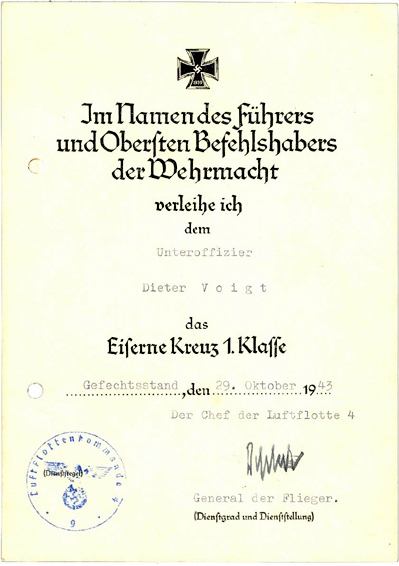 1939
Im Namen des Führers
und Obersten Befehlshabers
der Wehrmacht
verleihe ich
dem
Unteroffizier
Dieter Voigt
das
Eiserne Kreuz 1. Klasse
Gefechtsstand, den 29. Oktober 1943
Der Chef der Luftflotte 4
Luftflottenkommando 4
(Dienstsiegel)
9
General der Flieger.
(Dienstgrad und Dienststellung)